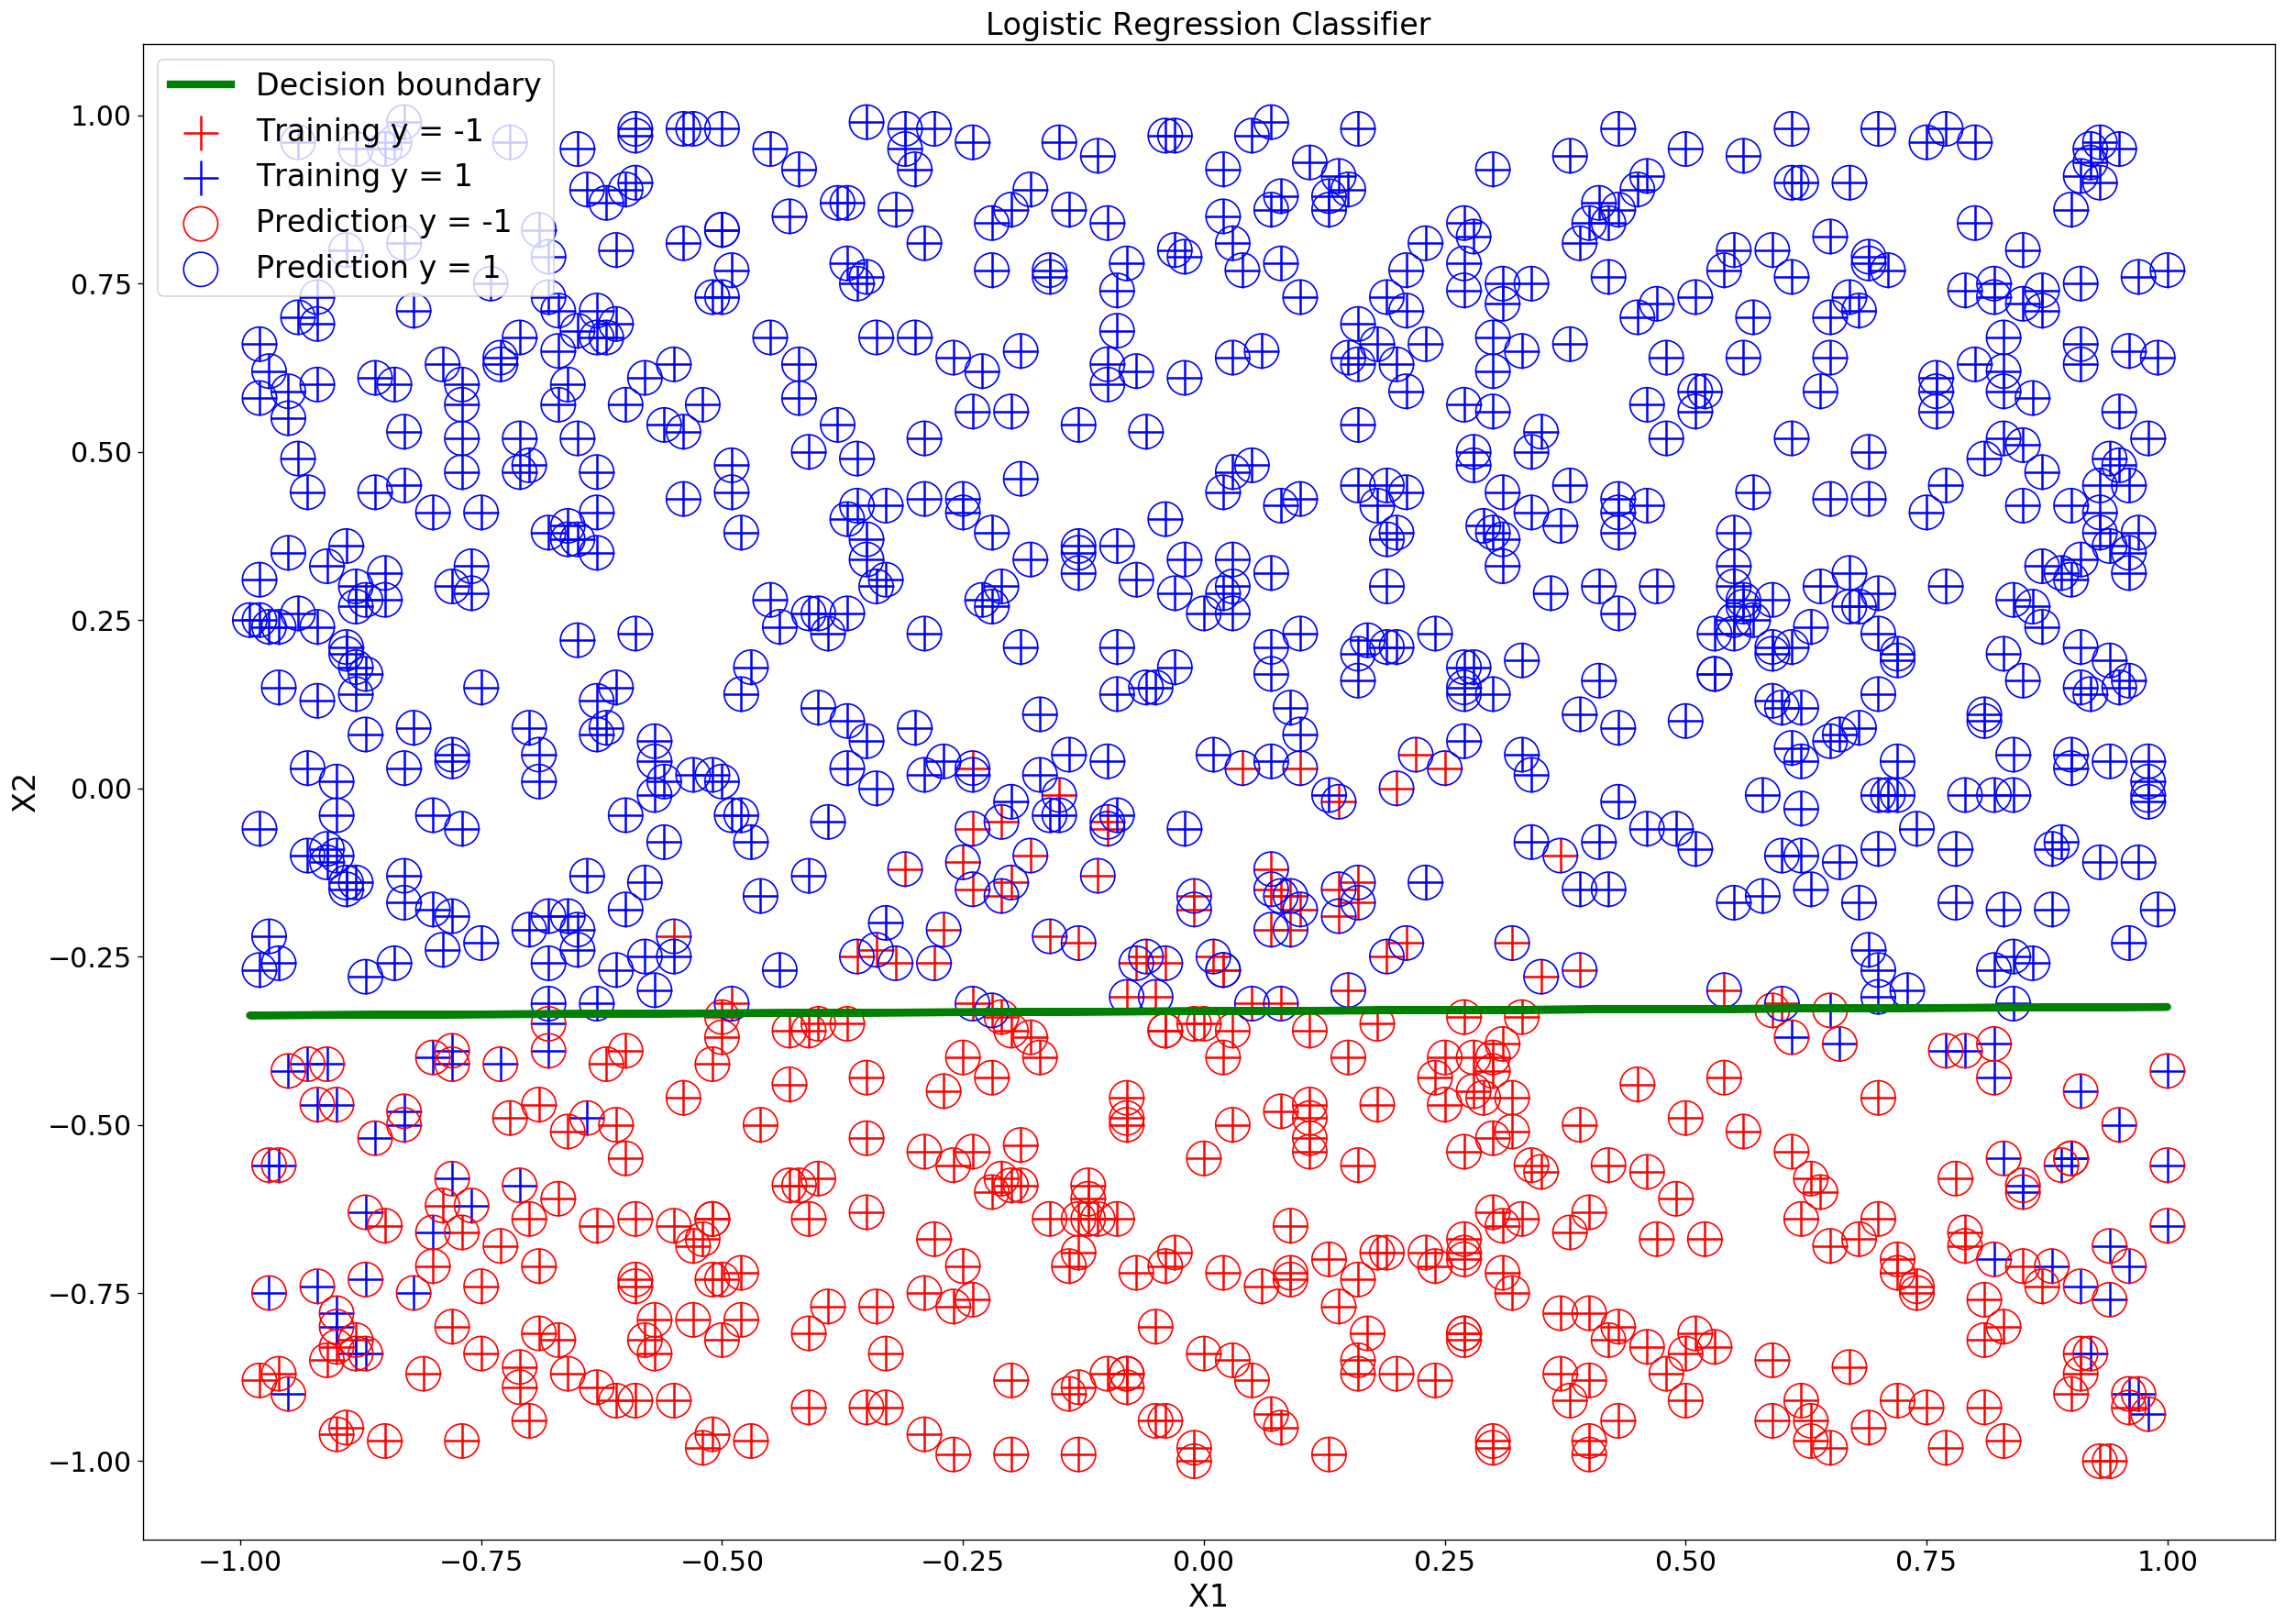 Logistic Regression Classifier
Decision boundary
Training y = -1
Training y = 1
Prediction y = -1
Prediction y = 1
1.00
0.75
0.50
0.25
0.00
−0.25
−0.50
−0.75
−1.00
X2
−1.00 −0.75 −0.50 −0.25 0.00 0.25 0.50 0.75 1.00
X1